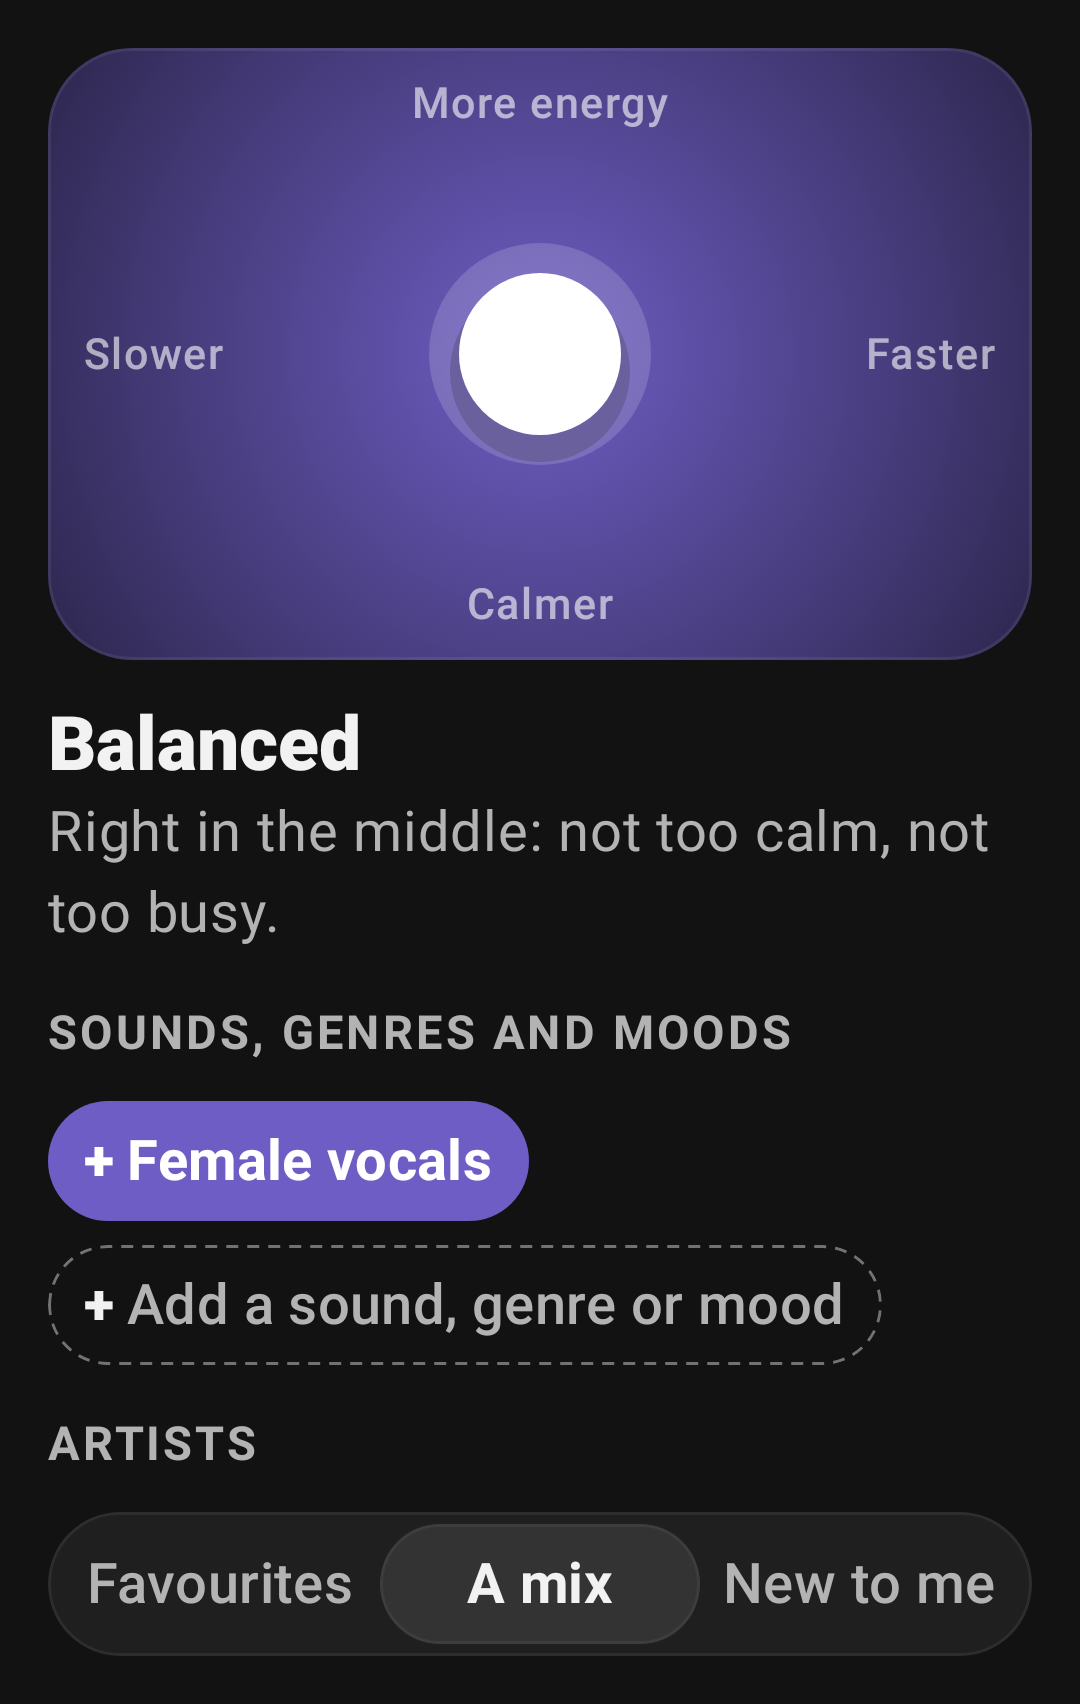 More energy
Slower
Faster
Calmer
Balanced
Right in the middle: not too calm, not
too busy.
SOUNDS, GENRES AND MOODS
+ Female vocals
+ Add a sound, genre or mood
ARTISTS
Favourites
A mix
New to me